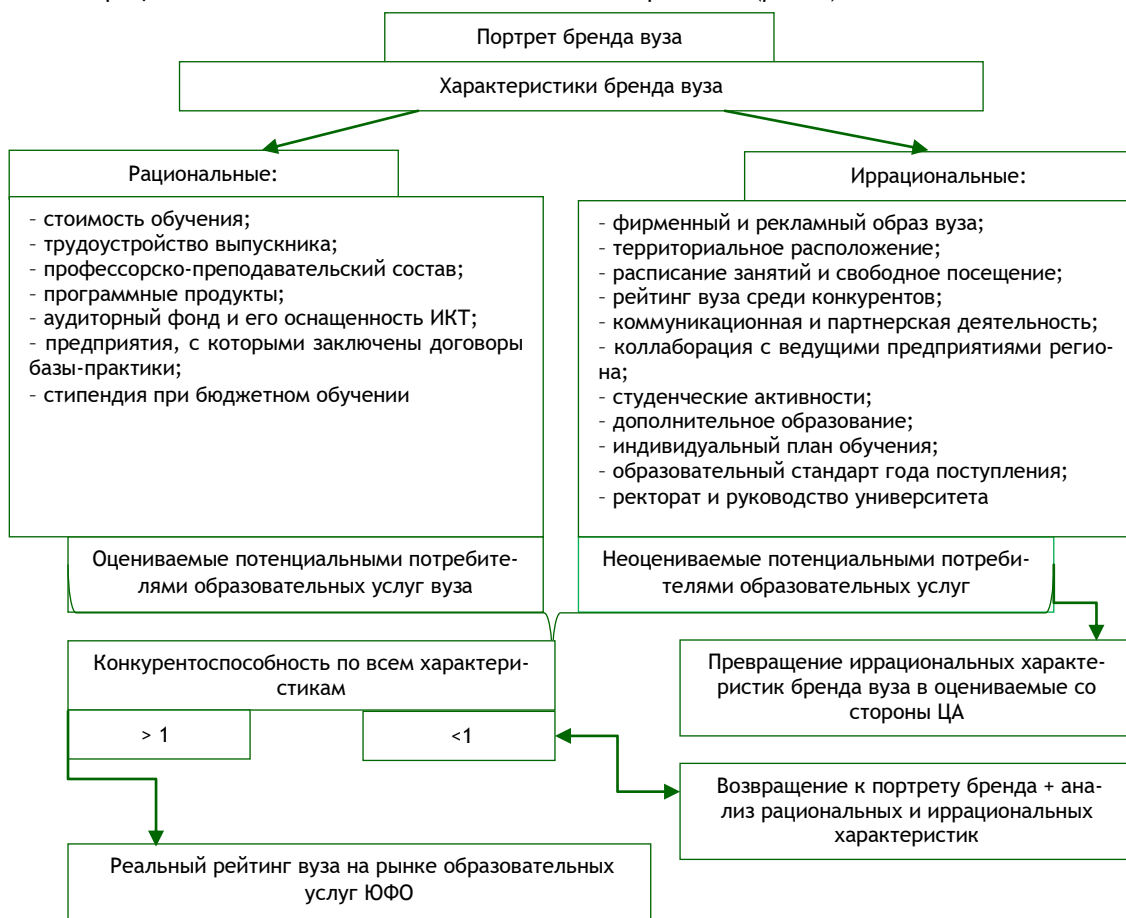 Портрет бренда вуза
Характеристики бренда вуза
Рациональные:
- стоимость обучения;
- трудоустройство выпускника;
- профессорско-преподавательский состав;
- программные продукты;
- аудиторный фонд и его оснащенность ИКТ;
- предприятия, с которыми заключены договоры
базы-практики;
- стипендия при бюджетном обучении
Иррациональные:
- фирменный и рекламный образ вуза;
- территориальное расположение;
- расписание занятий и свободное посещение;
- рейтинг вуза среди конкурентов;
- коммуникационная и партнерская деятельность;
- коллаборация с ведущими предприятиями регио-
на;
- студенческие активности;
- дополнительное образование;
- индивидуальный план обучения;
- образовательный стандарт года поступления;
- ректорат и руководство университета
Оцениваемые потенциальными потребите-
лями образовательных услуг вуза
Неоцениваемые потенциальными потреби-
телями образовательных услуг
Конкурентоспособность по всем характери-
стикам
> 1
<1
Превращение иррациональных характе-
ристик бренда вуза в оцениваемые со
стороны ЦА
Возвращение к портрету бренда + ана-
лиз рациональных и иррациональных
характеристик
Реальный рейтинг вуза на рынке образовательных
услуг ЮФО